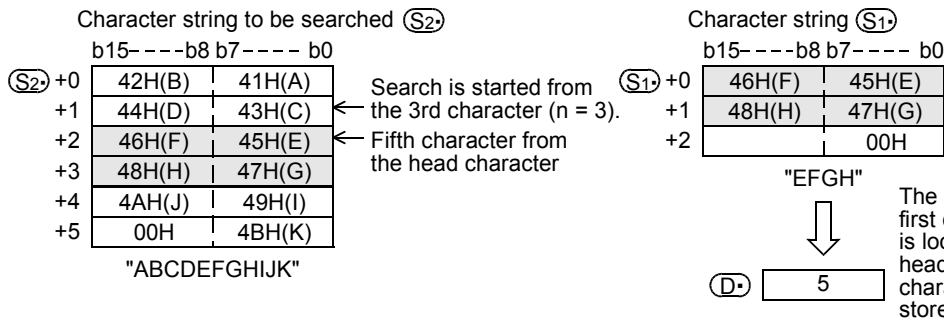 Character string to be searched S2•
b15----b8 b7----- b0
S2• +0 42H(B) 41H(A)
+1 44H(D) 43H(C)
+2 46H(F) 45H(E)
+3 48H(H) 47H(G)
+4 4AH(J) 49H(I)
+5 00H 4BH(K)
"ABCDEFGHIJK"
Search is started from
the 3rd character (n = 3).
Fifth character from
the head character
Character string S1•
b15----b8 b7----- b0
S1• +0 46H(F) 45H(E)
+1 48H(H) 47H(G)
+2 00H
"EFGH"
The
first
is
head
D• 5